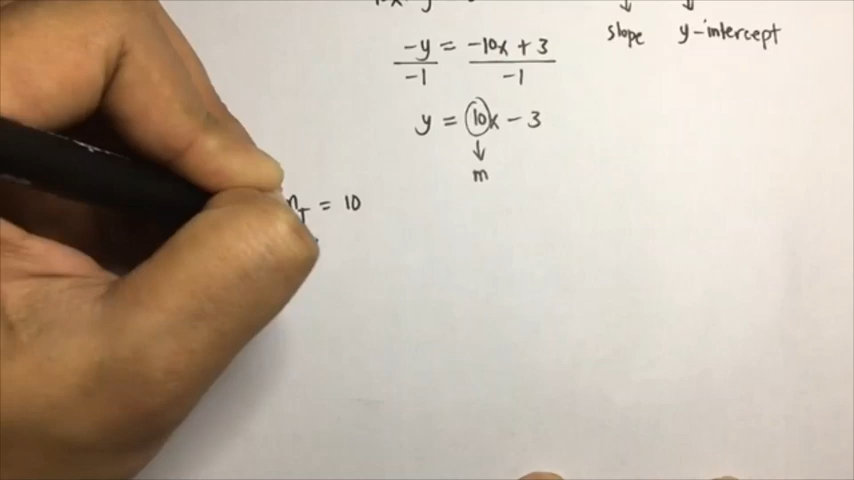 slope y-intercept
-y = -10x + 3
-1 -1
y = 10x - 3
↓
m
= 10